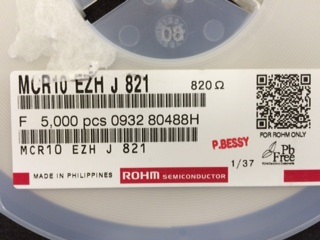 08
MCR10 EZH J 821 820Ω
F 5,000 pcs 0932 80488H
MCR10 EZH J 821
P.BESSY
1/37
FOR ROHM ONLY
Pb
Free
MADE IN PHILIPPINES ROHM SEMICONDUCTOR